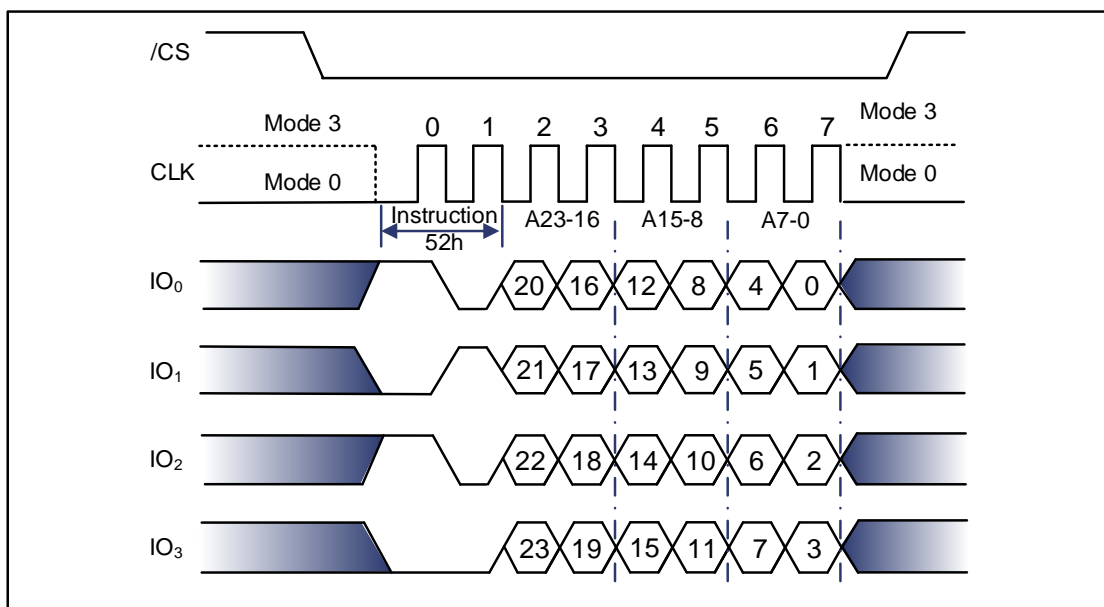 /CS
Mode 3 0 1 2 3 4 5 6 7 Mode 3
CLK Mode 0 Mode 0
Instruction A23-16 A15-8 A7-0
52h
IO0 20 16 12 8 4 0
IO1 21 17 13 9 5 1
IO2 22 18 14 10 6 2
IO3 23 19 15 11 7 3